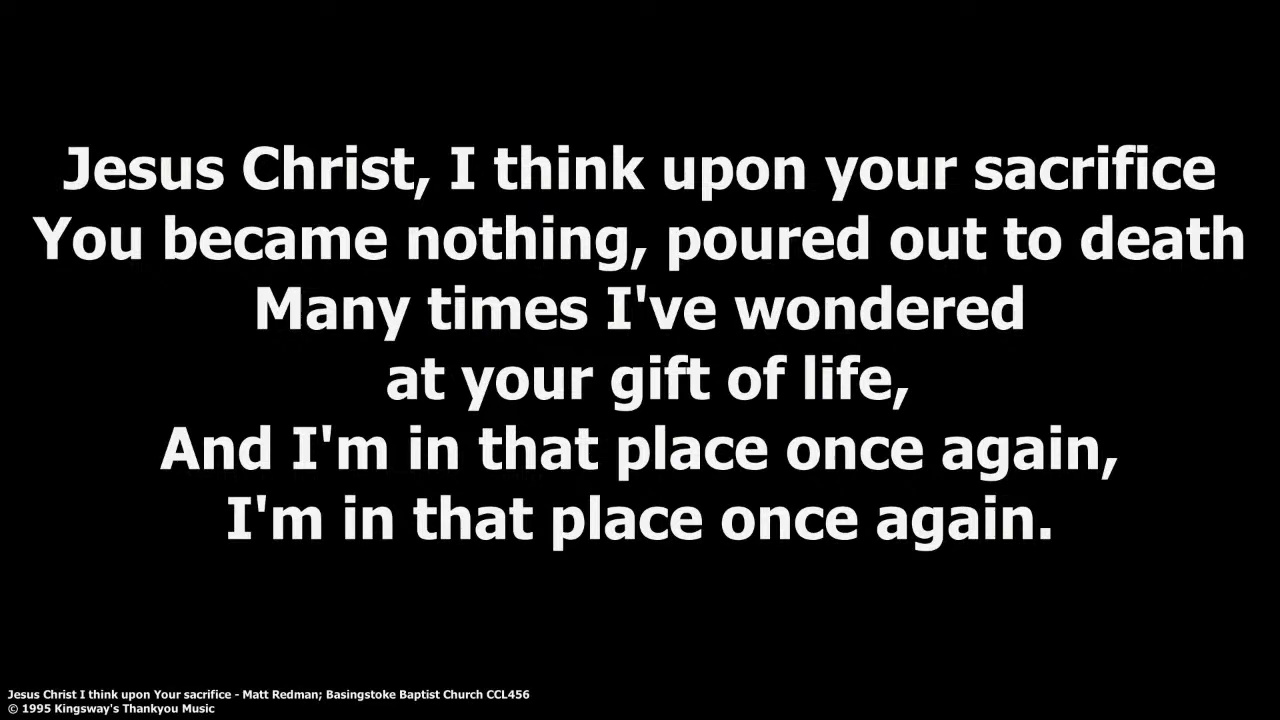 Jesus Christ, I think upon your sacrifice
You became nothing, poured out to death
Many times I've wondered
at your gift of life,
And I'm in that place once again,
I'm in that place once again.
Jesus Christ I think upon Your sacrifice - Matt Redman; Basingstoke Baptist Church CCL456
© 1995 Kingsway's Thankyou Music